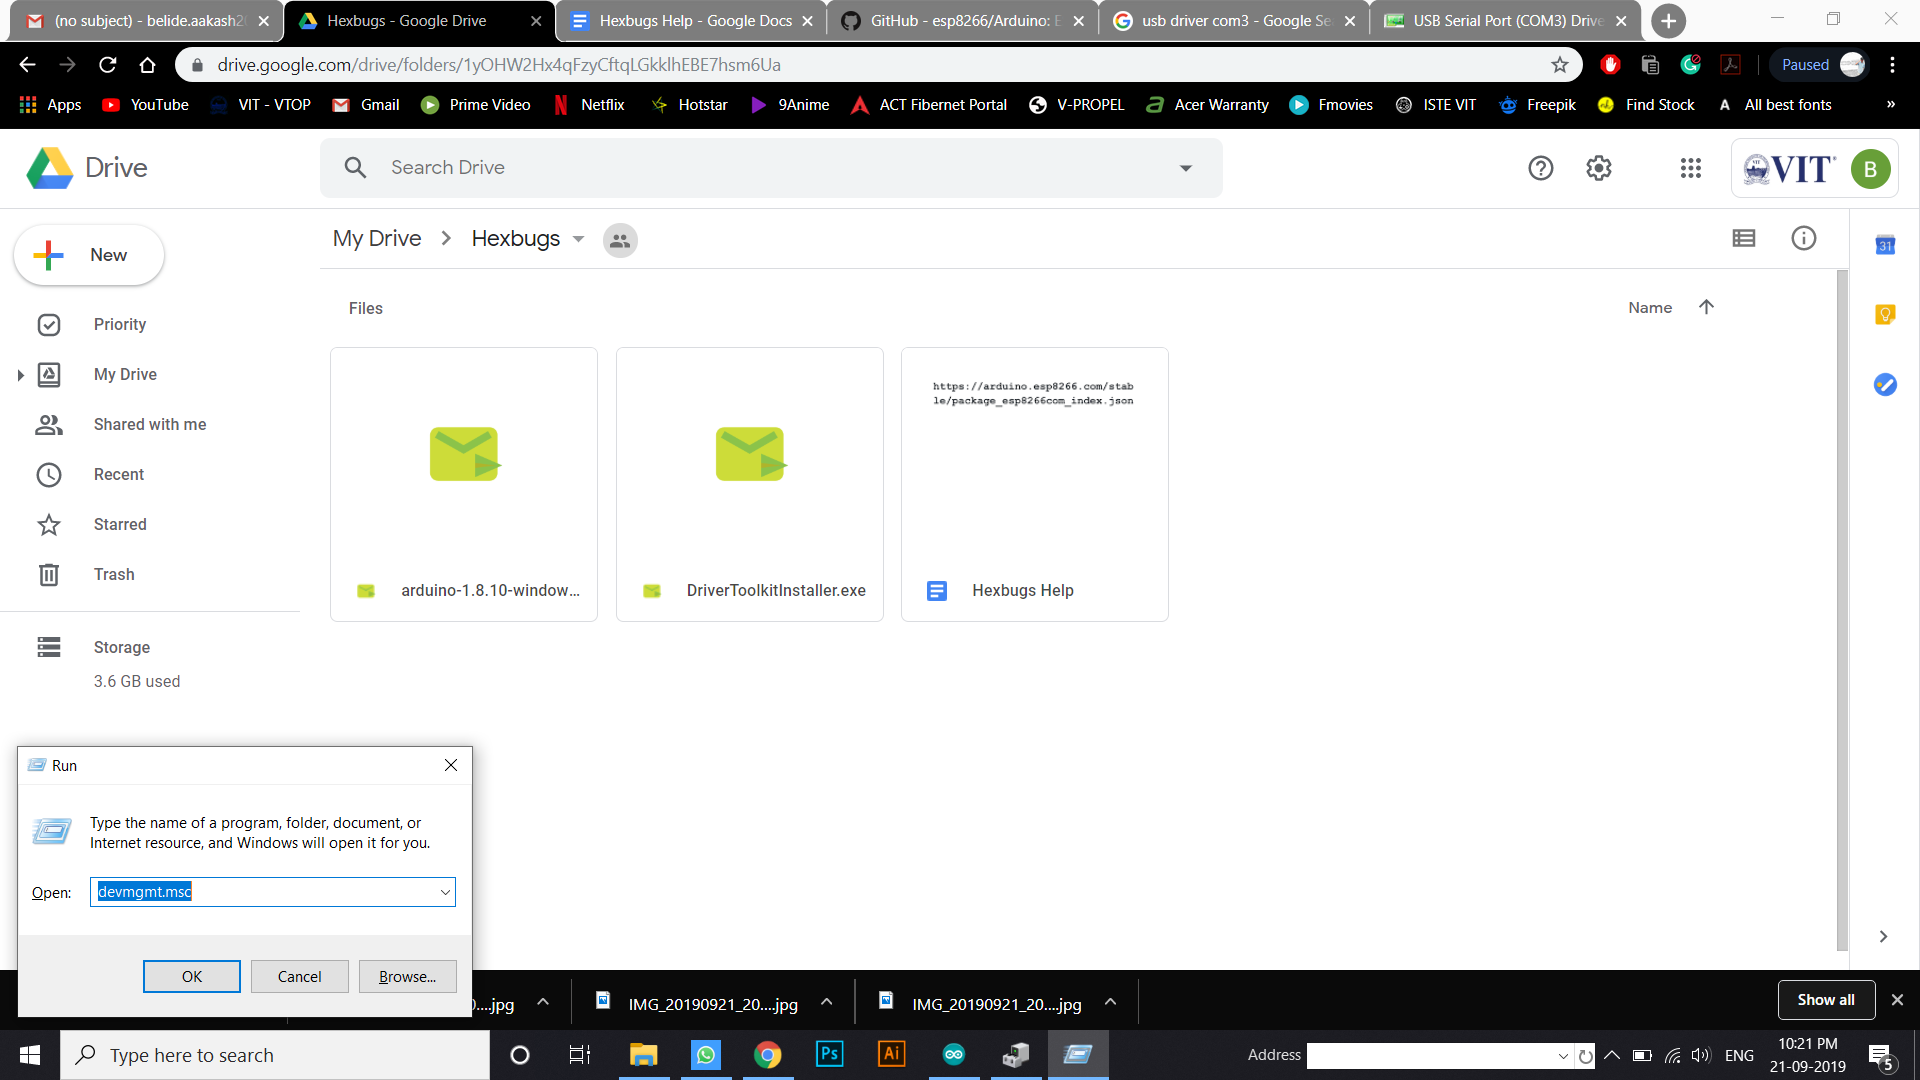 (no subject) - belide.aakash2
Hexbugs - Google Drive
Hexbugs Help - Google Docs
GitHub - esp8266/Arduino: E
usb driver com3 - Google Se
USB Serial Port (COM3) Drive
drive.google.com/drive/folders/1yOHW2Hx4qFzyCftqLGkklhEBE7hsm6Ua
Paused
Apps YouTube VIT - VTOP Gmail Prime Video Netflix Hotstar 9Anime ACT Fibernet Portal V-PROPEL Acer Warranty Fmovies ISTE VIT Freepik Find Stock All best fonts »
Drive
Search Drive
VIT
B
New
My Drive
Hexbugs
31
Priority
My Drive
Shared with me
Recent
Starred
Trash
Storage
3.6 GB used
Files
Name
https://arduino.esp8266.com/stab
le/package_esp8266com_index.json
arduino-1.8.10-window...
DriverToolkitInstaller.exe
Hexbugs Help
Run
Type the name of a program, folder, document, or
Internet resource, and Windows will open it for you.
Open: devmgmt.msc
OK Cancel Browse...
0....jpg
IMG_20190921_20....jpg
IMG_20190921_20....jpg
Show all
Type here to search
Ps
Ai
Address
ENG
10:21 PM
21-09-2019
5